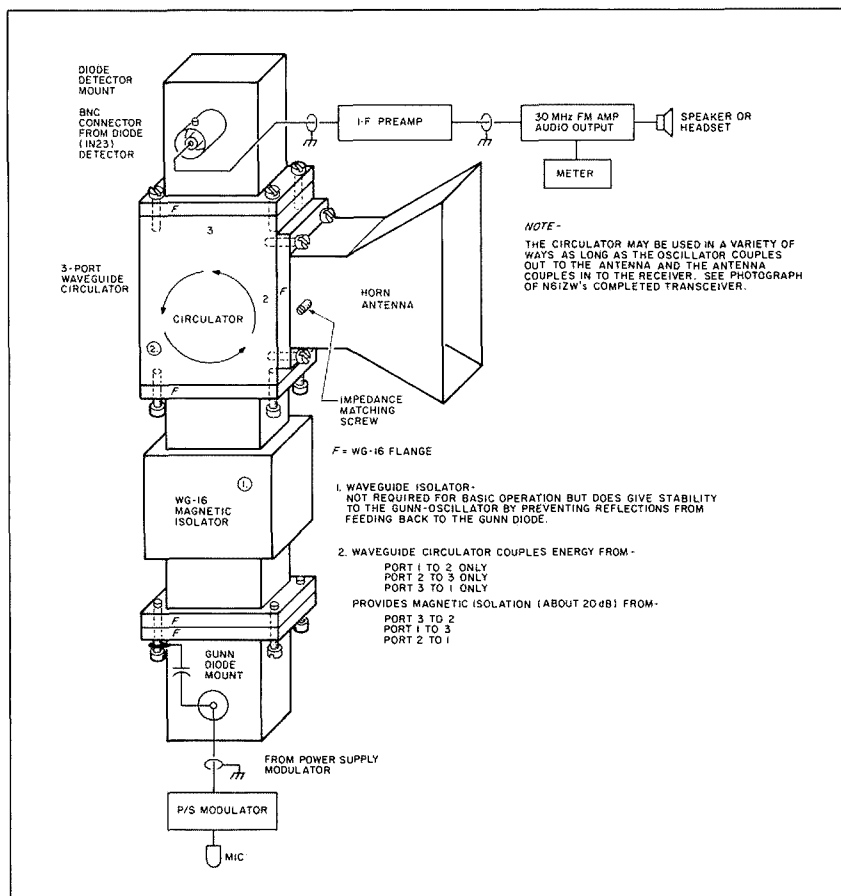 DIODE
DETECTOR
MOUNT
BNC
CONNECTOR
FROM DIODE
(IN23)
DETECTOR
I-F PREAMP
30 MHz FM AMP
AUDIO OUTPUT
SPEAKER OR
HEADSET
METER
F
3
NOTE-
THE CIRCULATOR MAY BE USED IN A VARIETY OF
WAYS AS LONG AS THE OSCILLATOR COUPLES
OUT TO THE ANTENNA AND THE ANTENNA
COUPLES IN TO THE RECEIVER. SEE PHOTOGRAPH
OF N6IZW's COMPLETED TRANSCEIVER.
3-PORT
WAVEGUIDE
CIRCULATOR
2
F
CIRCULATOR
HORN
ANTENNA
2.
F
IMPEDANCE
MATCHING
SCREW
F = WG-16 FLANGE
1.
WG-16
MAGNETIC
ISOLATOR
1. WAVEGUIDE ISOLATOR-
NOT REQUIRED FOR BASIC OPERATION BUT DOES GIVE STABILITY
TO THE GUNN-OSCILLATOR BY PREVENTING REFLECTIONS FROM
FEEDING BACK TO THE GUNN DIODE.
2. WAVEGUIDE CIRCULATOR COUPLES ENERGY FROM-
PORT 1 TO 2 ONLY
PORT 2 TO 3 ONLY
PORT 3 TO 1 ONLY
PROVIDES MAGNETIC ISOLATION (ABOUT 20 dB) FROM-
PORT 3 TO 2
PORT 1 TO 3
PORT 2 TO 1
F
F
GUNN
DIODE
MOUNT
FROM POWER SUPPLY
MODULATOR
P/S MODULATOR
MIC